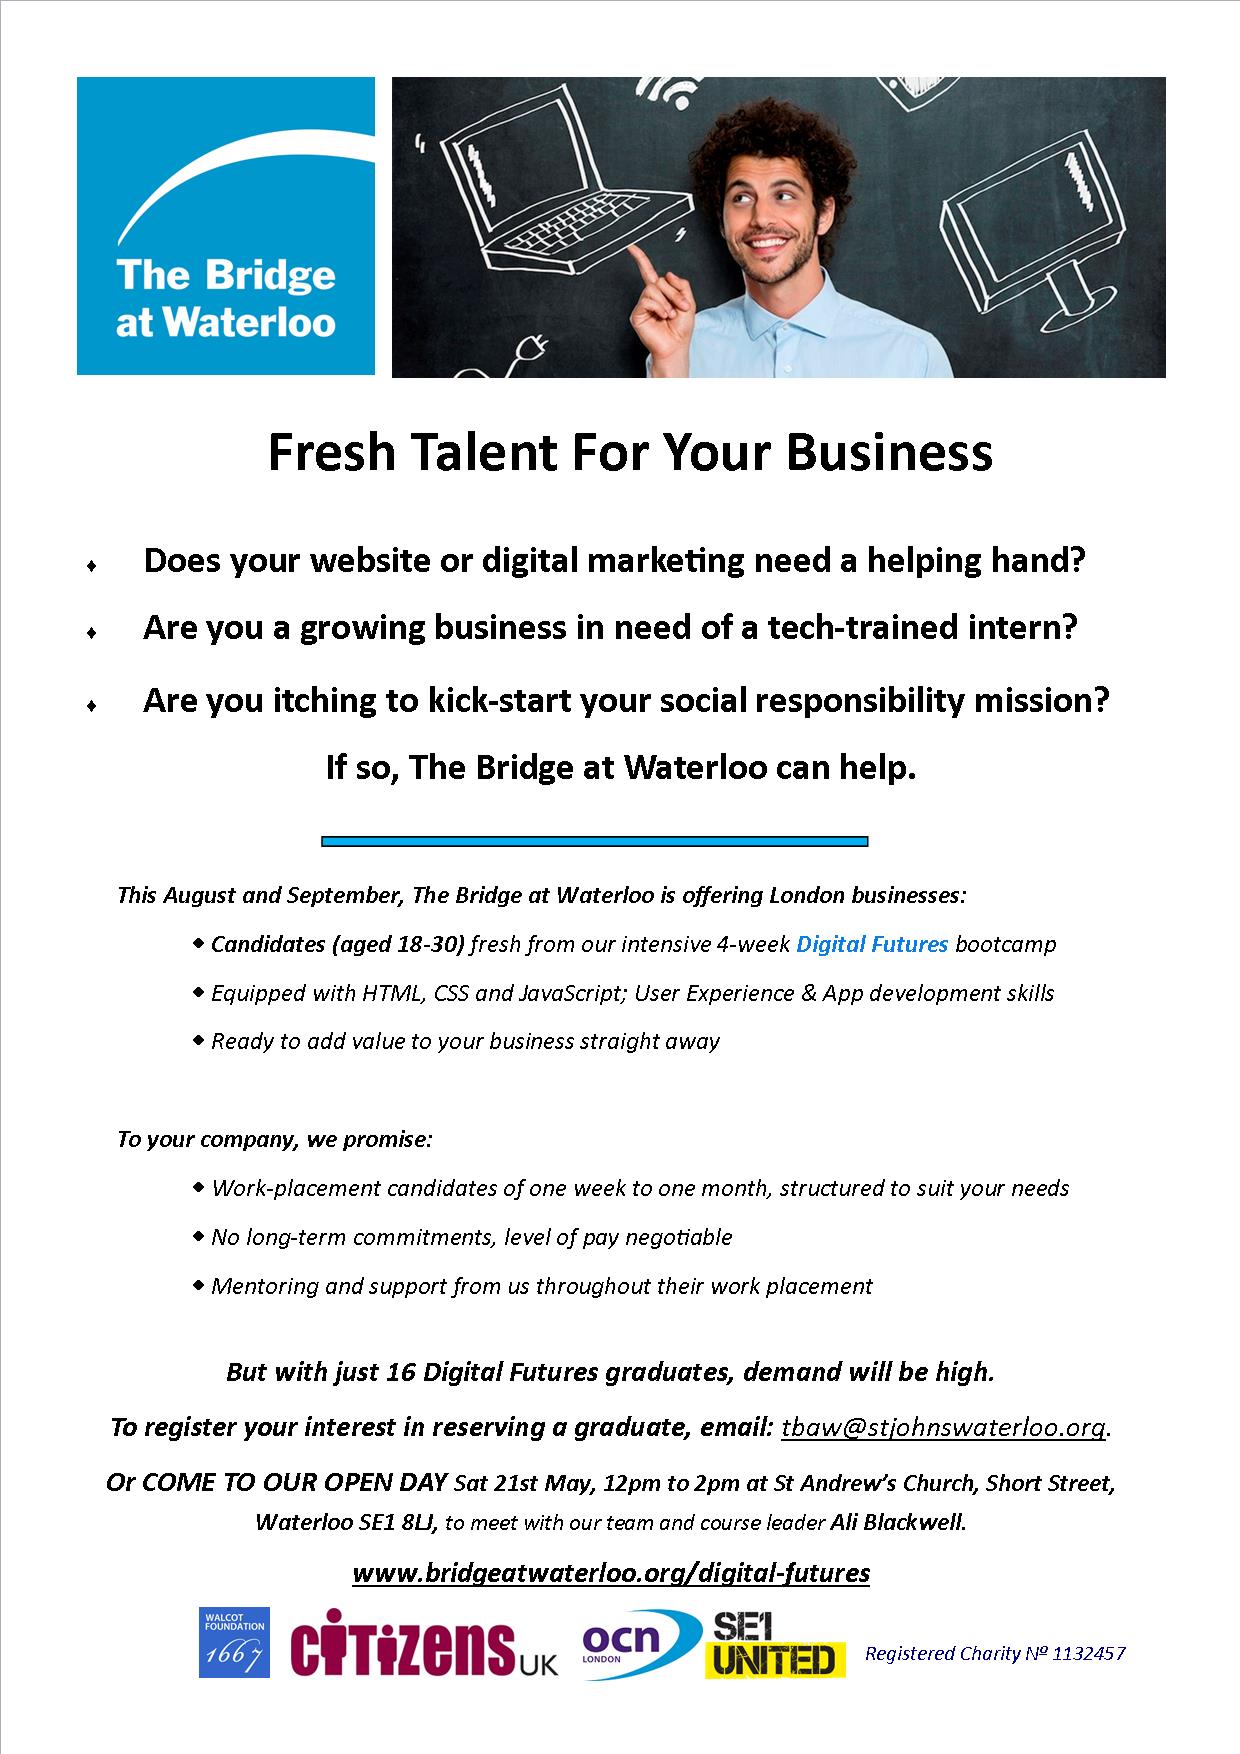 The Bridge
at Waterloo
Fresh Talent For Your Business
♦ Does your website or digital marketing need a helping hand?
♦ Are you a growing business in need of a tech-trained intern?
♦ Are you itching to kick-start your social responsibility mission?
If so, The Bridge at Waterloo can help.
This August and September, The Bridge at Waterloo is offering London businesses:
◆ Candidates (aged 18-30) fresh from our intensive 4-week Digital Futures bootcamp
◆ Equipped with HTML, CSS and JavaScript; User Experience & App development skills
◆ Ready to add value to your business straight away
To your company, we promise:
◆ Work-placement candidates of one week to one month, structured to suit your needs
◆ No long-term commitments, level of pay negotiable
◆ Mentoring and support from us throughout their work placement
But with just 16 Digital Futures graduates, demand will be high.
To register your interest in reserving a graduate, email: tbaw@stjohnswaterloo.org.
Or COME TO OUR OPEN DAY Sat 21st May, 12pm to 2pm at St Andrew’s Church, Short Street,
Waterloo SE1 8LJ, to meet with our team and course leader Ali Blackwell.
www.bridgeatwaterloo.org/digital-futures
WALCOT
FOUNDATION
1667
CiTiZENS UK
ocn
LONDON
SE1
UNITED
Registered Charity Nº 1132457